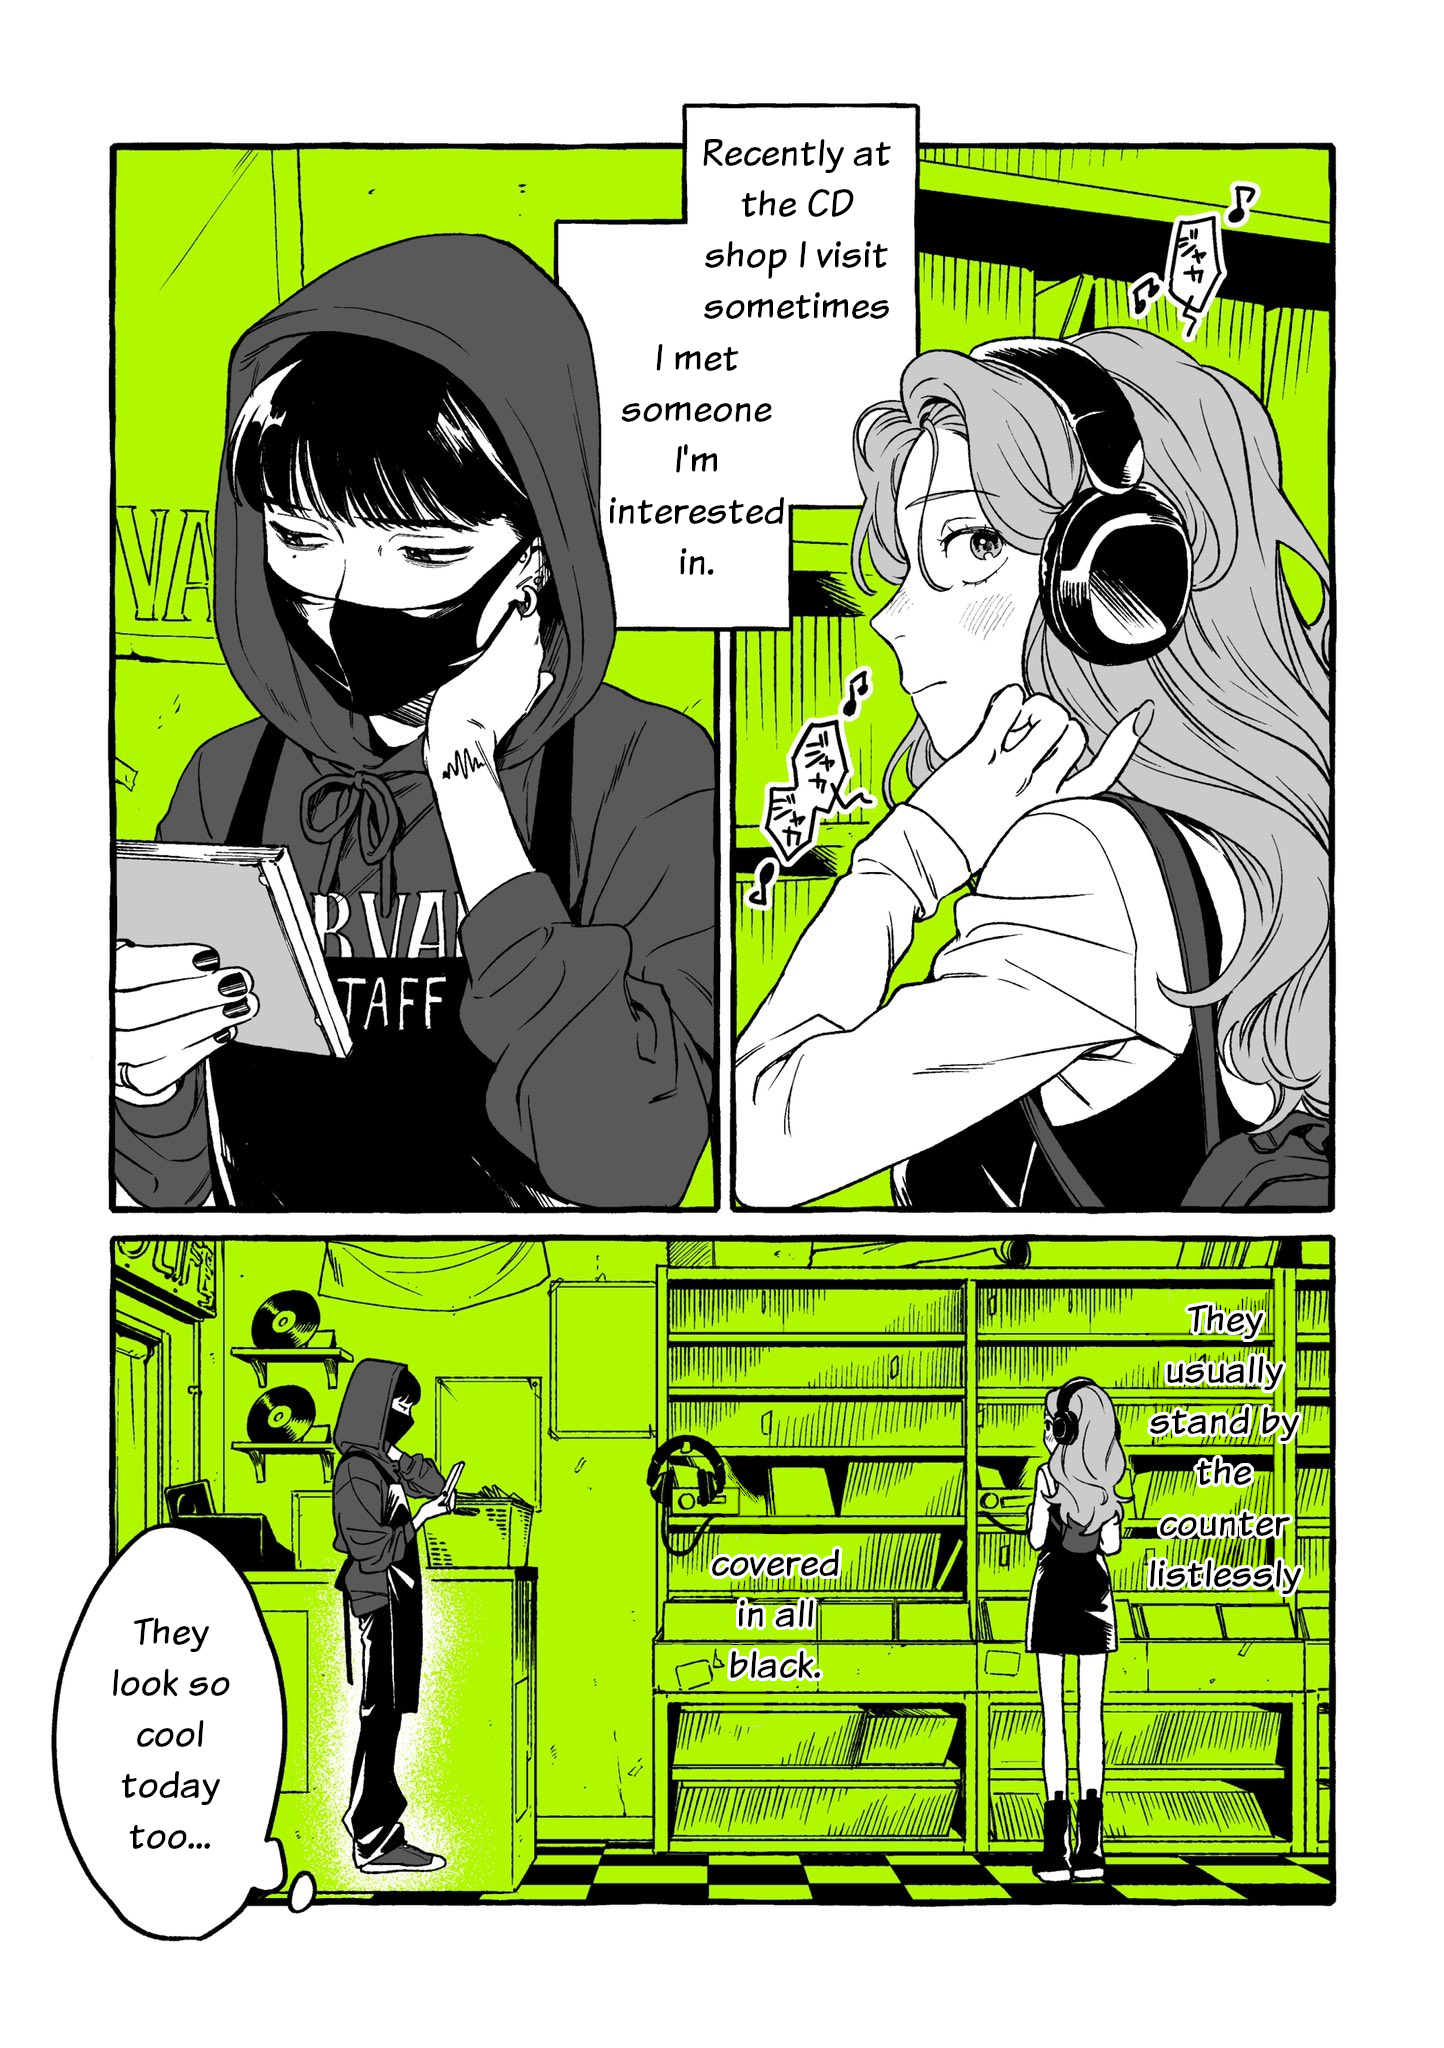 Recently at
the CD
shop I visit
sometimes
I met
someone
I'm
interested
in.
ジャカ
ジャカ
ジャカ
VA
BVA
TAFF
They
usually
stand by
the
counter
listlessly
covered
in all
black.
They
look so
cool
today
too...